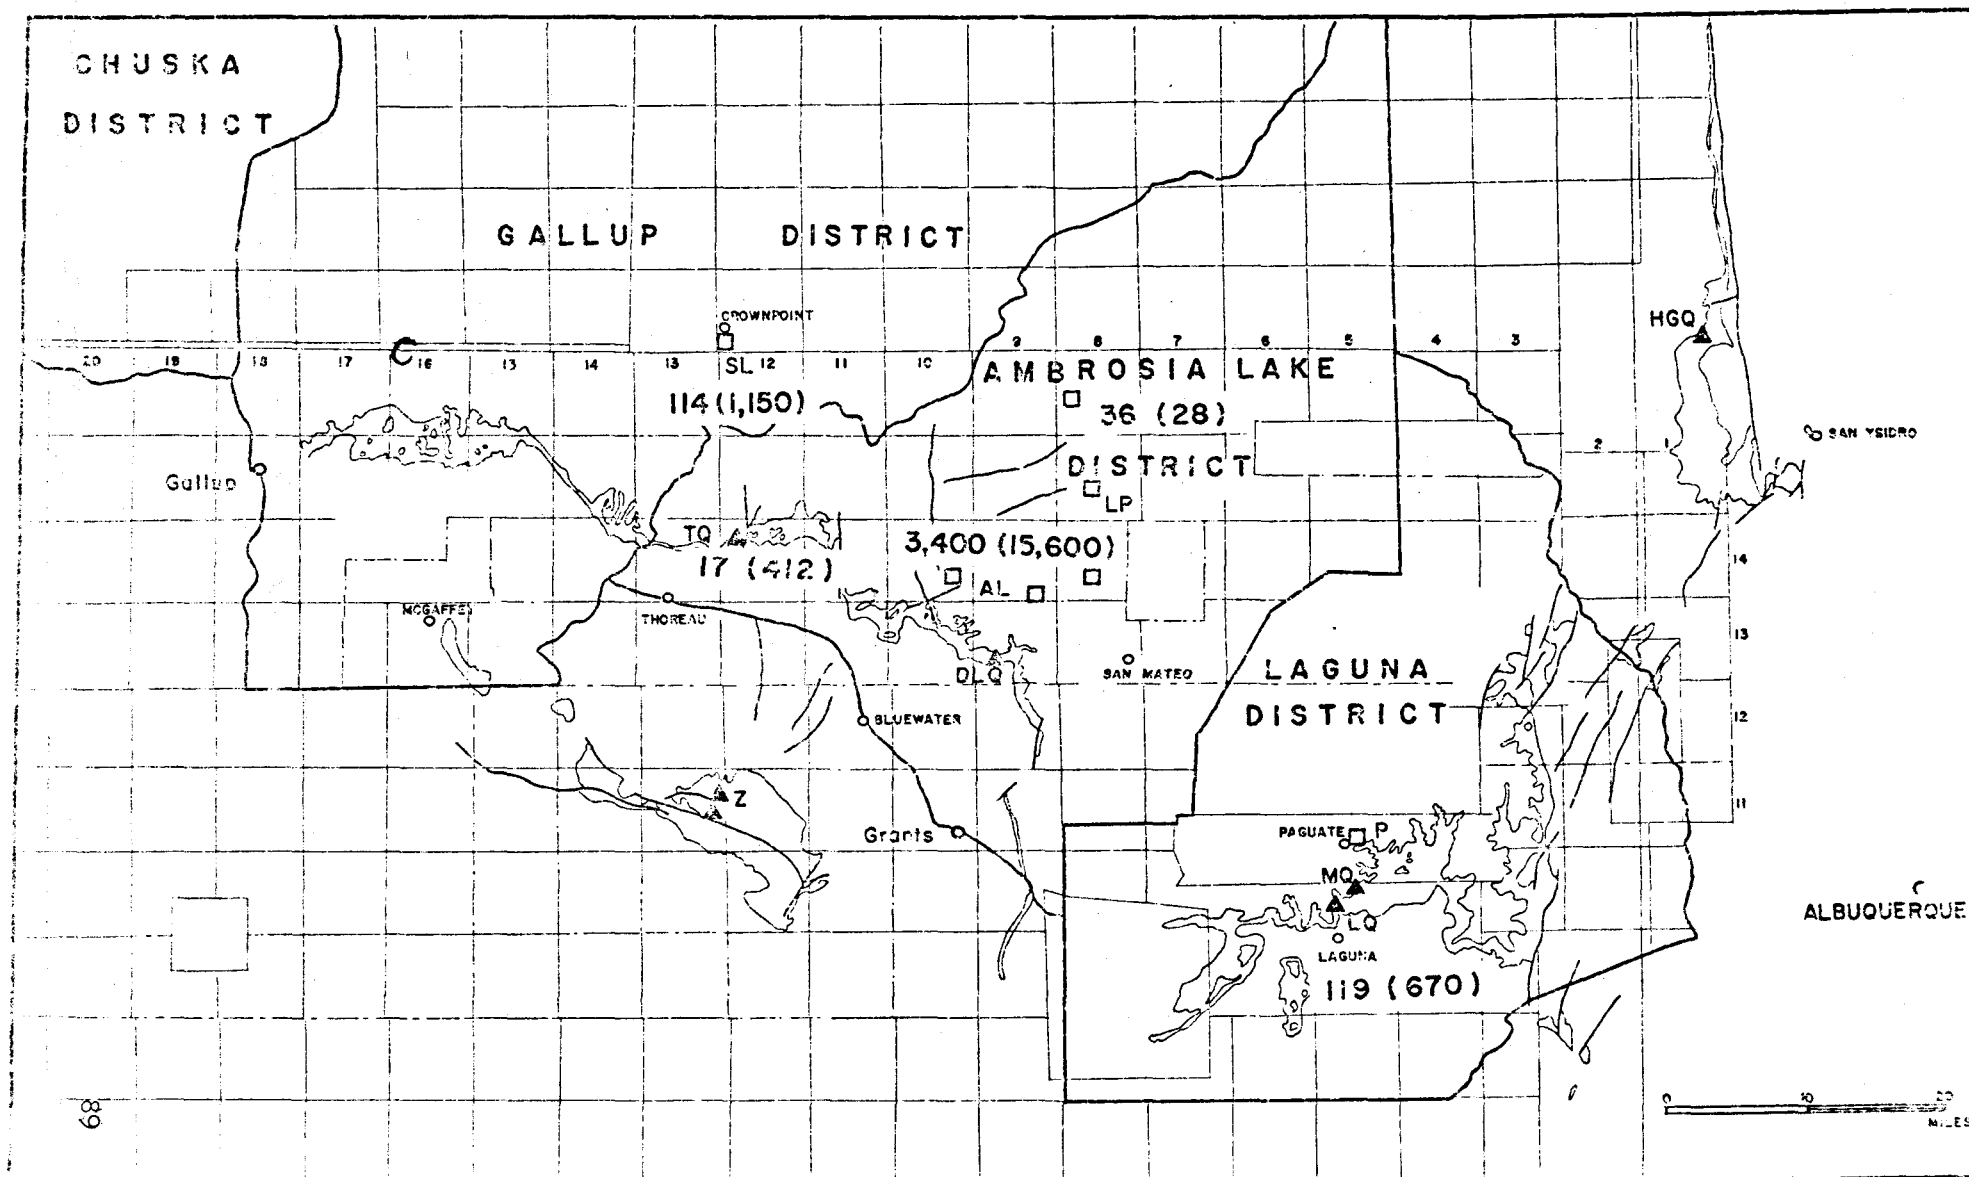 CHUSKA
DISTRICT
GALLUP DISTRICT
CROWNPOINT
HGQ
20 19 18 17 16 15 14 13 12 11 10 9 8 7 6 5 4 3
C
SL
AMBROSIA LAKE
114 (1,150)
36 (28)
2 1
SAN YSIDRO
DISTRICT
Gallup
LP
TQ
3,400 (15,600)
17 (412)
14
AL
MCGAFFEY
THOREAU
13
DLQ
SAN MATEO
LAGUNA
DISTRICT
BLUEWATER
12
Z
11
Grants
PAGUATE P
MQ
LQ
ALBUQUERQUE
LAGUNA
119 (670)
68
0 10 20
MILES